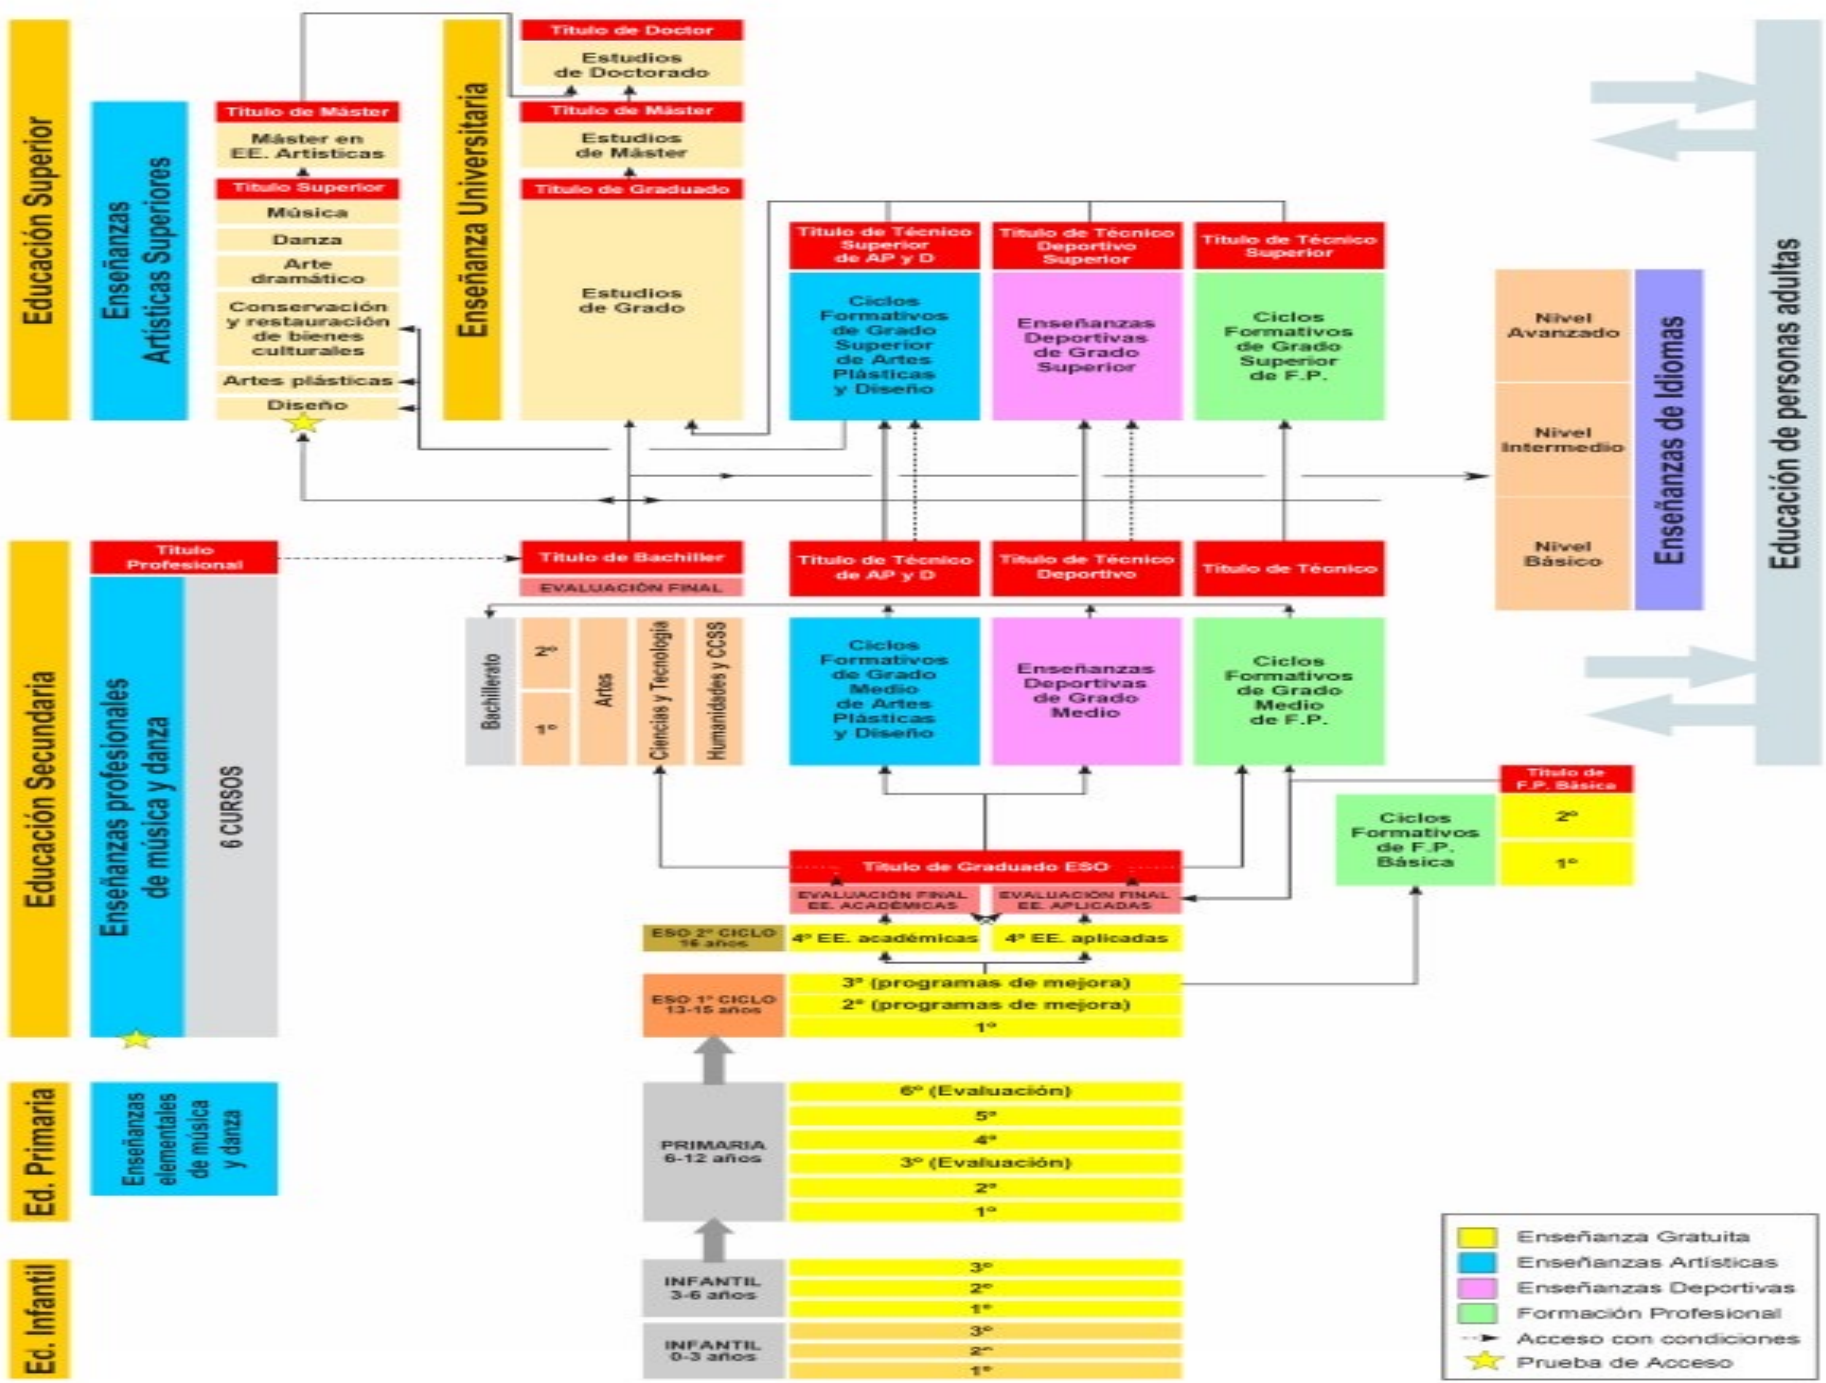 Educación Superior
Enseñanzas
Artísticas Superiores
Título de Máster
Máster en
EE. Artísticas
Título Superior
Música
Danza
Arte
dramático
Conservación
y restauración
de bienes
culturales
Artes plásticas
Diseño
Enseñanza Universitaria
Título de Doctor
Estudios
de Doctorado
Título de Máster
Estudios
de Máster
Título de Graduado
Estudios
de Grado
Título de Técnico
Superior
de AP y D
Ciclos
Formativos
de Grado
Superior
de Artes
Plásticas
y Diseño
Título de Técnico
Deportivo
Superior
Enseñanzas
Deportivas
de Grado
Superior
Título de Técnico
Superior
Ciclos
Formativos
de Grado
Superior
de F.P.
Nivel
Avanzado
Nivel
Intermedio
Nivel
Básico
Enseñanzas de Idiomas
Educación de personas adultas
Educación Secundaria
Título
Profesional
Enseñanzas profesionales
de música y danza
6 CURSOS
Título de Bachiller
EVALUACIÓN FINAL
Bachillerato
2º
1º
Artes
Ciencias y Tecnología
Humanidades y CCSS
Título de Técnico
de AP y D
Ciclos
Formativos
de Grado
Medio
de Artes
Plásticas
y Diseño
Título de Técnico
Deportivo
Enseñanzas
Deportivas
de Grado
Medio
Título de Técnico
Ciclos
Formativos
de Grado
Medio
de F.P.
Título de
F.P. Básica
Ciclos
Formativos
de F.P.
Básica
2º
1º
Título de Graduado ESO
EVALUACIÓN FINAL
EE. ACADÉMICAS
EVALUACIÓN FINAL
EE. APLICADAS
ESO 2º CICLO
16 años
4º EE. académicas
4º EE. aplicadas
ESO 1º CICLO
13-15 años
3º (programas de mejora)
2º (programas de mejora)
1º
Ed. Primaria
Enseñanzas
elementales
de música
y danza
PRIMARIA
6-12 años
6º (Evaluación)
5º
4º
3º (Evaluación)
2º
1º
Ed. Infantil
INFANTIL
3-6 años
3º
2º
1º
INFANTIL
0-3 años
3º
2º
1º
Enseñanza Gratuita
Enseñanzas Artísticas
Enseñanzas Deportivas
Formación Profesional
Acceso con condiciones
Prueba de Acceso